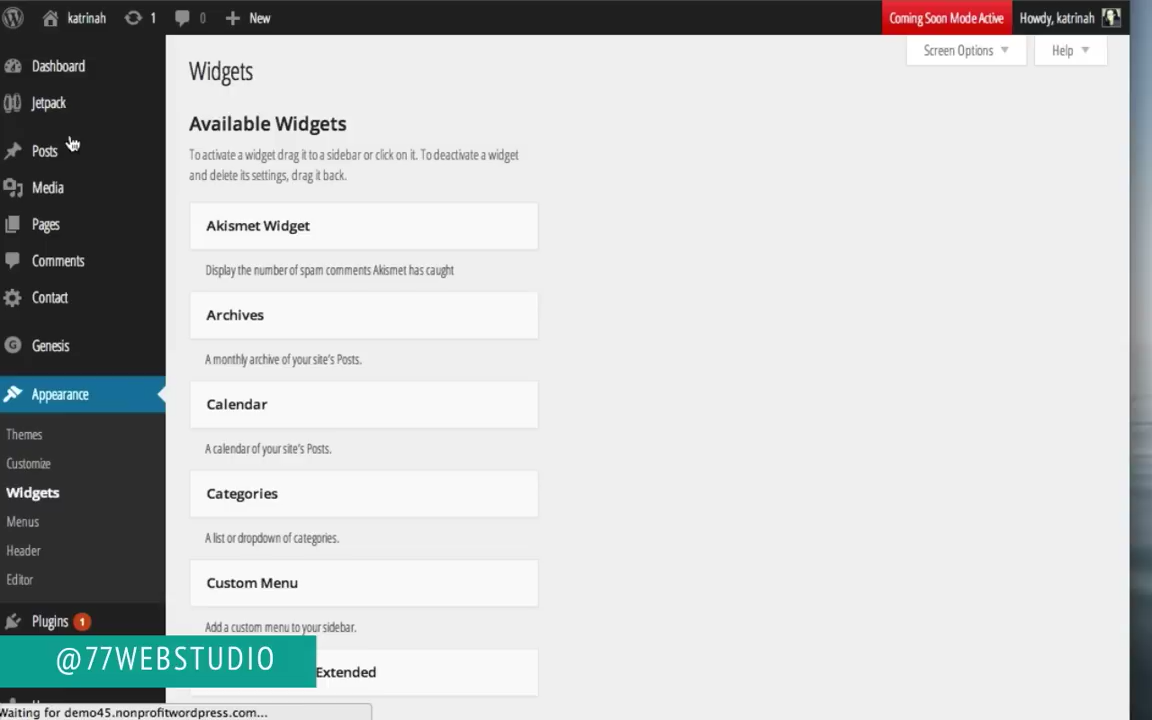 katrinah 1 0 New Coming Soon Mode Active Howdy, katrinah
Screen Options Help
Dashboard
Jetpack
Posts
Media
Pages
Comments
Contact
Genesis
Appearance
Themes
Customize
Widgets
Menus
Header
Editor
Plugins 1
Widgets
Available Widgets
To activate a widget drag it to a sidebar or click on it. To deactivate a widget
and delete its settings, drag it back.
Akismet Widget
Display the number of spam comments Akismet has caught
Archives
A monthly archive of your site's Posts.
Calendar
A calendar of your site's Posts.
Categories
A list or dropdown of categories.
Custom Menu
Add a custom menu to your sidebar.
Extended
@77WEBSTUDIO
Waiting for demo45.nonprofitwordpress.com...